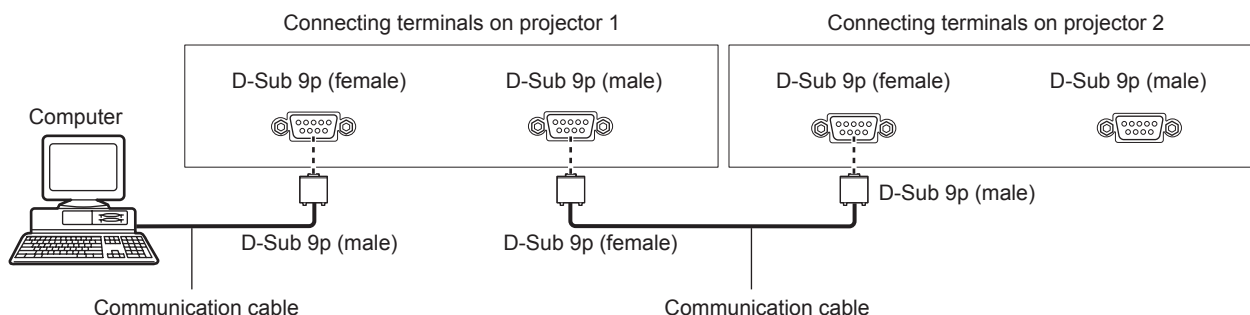 Connecting terminals on projector 1
Connecting terminals on projector 2
D-Sub 9p (female)
D-Sub 9p (male)
D-Sub 9p (female)
D-Sub 9p (male)
Computer
D-Sub 9p (male)
D-Sub 9p (male)
D-Sub 9p (female)
Communication cable
Communication cable